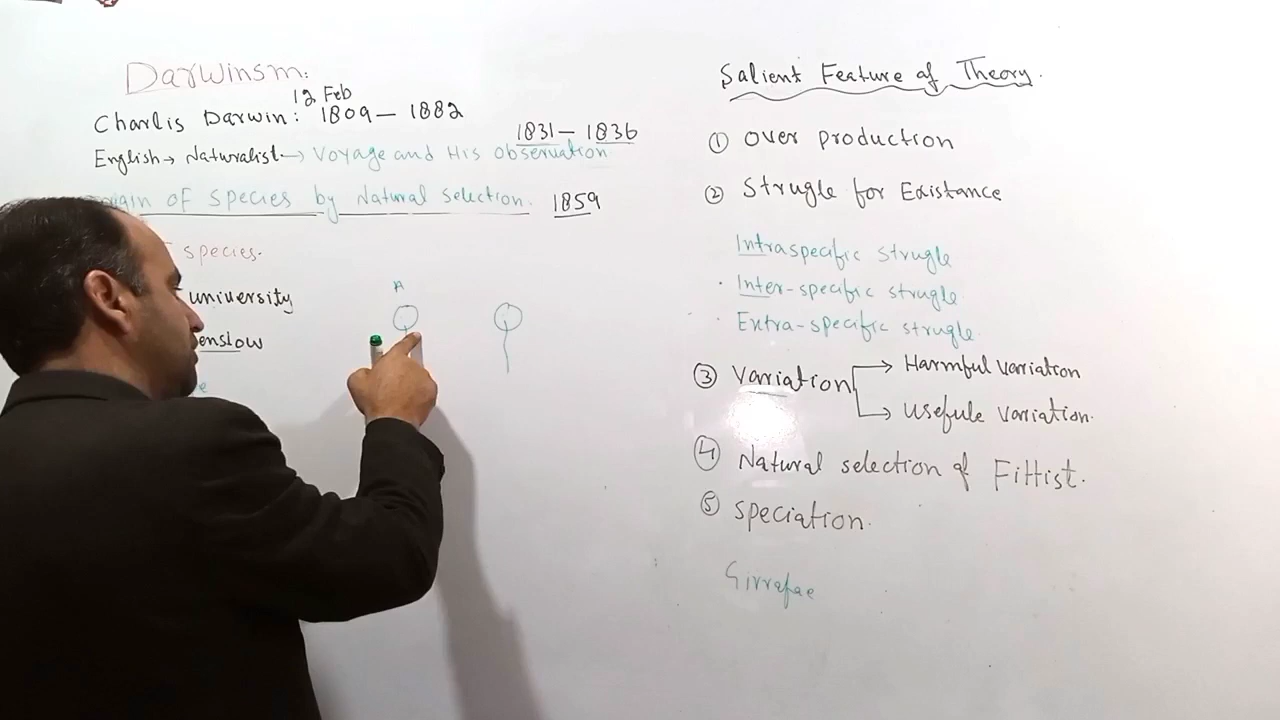 Darwinsm:
12 Feb
Charlis Darwin: 1809 — 1882
1831 — 1836
English → Naturalist → Voyage and His observation
origin of species by Natural selection. 1859
species.
university
enslow
e
A
Salient Feature of Theory.
① over production
② Strugle for Existance
Intraspecific strugle
· Inter-specific strugle
· Extra-specific strugle
③ Variation → Harmful variation
→ Usefule variation.
④ Natural selection of Fittist.
⑤ speciation.
Girrafae